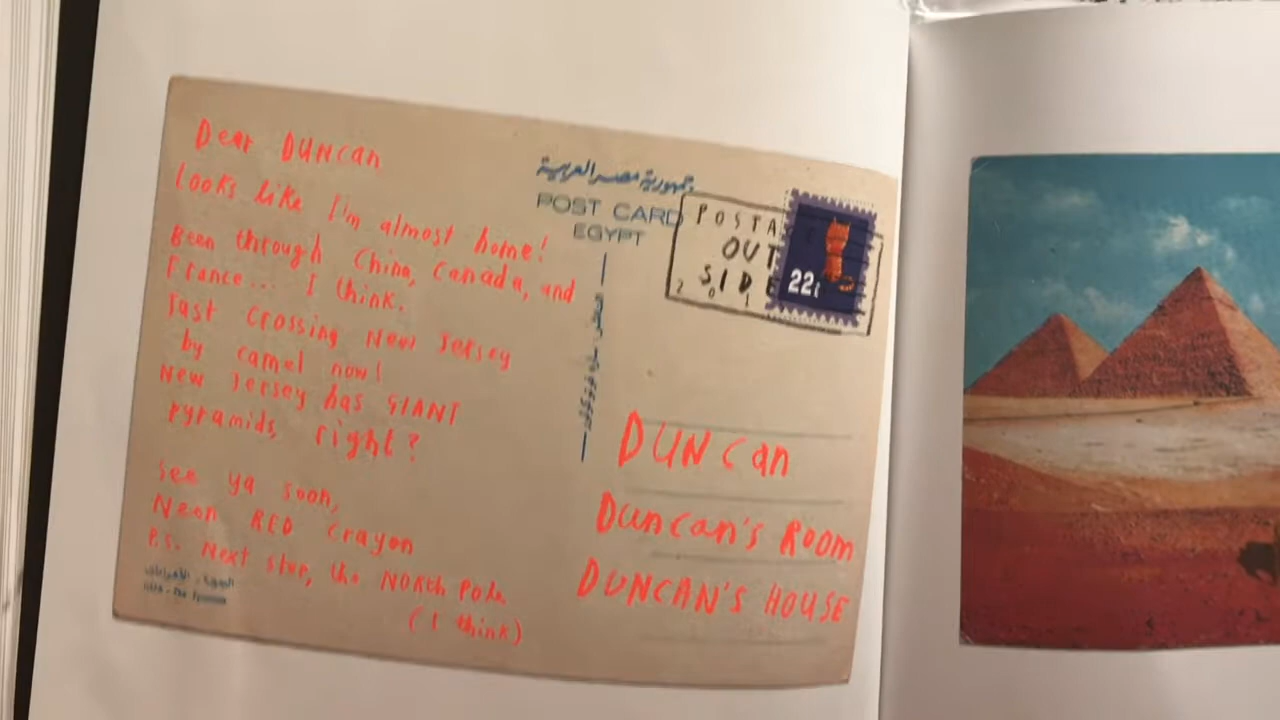 Dear DUNCAN
Looks like I'm almost home!
Been through China, Canada, and
France... I think.
Just crossing New Jersey
by camel now!
New Jersey has GIANT
pyramids, right?
See ya soon,
Neon RED crayon
P.S. Next stop, the NORth Pole
(I think)
جمهورية مصر العربية
POST CARD
EGYPT
POSTA
OUT
SIDE
201
22¢
DUNCan
Duncan's Room
DUNCAN'S HOUSE